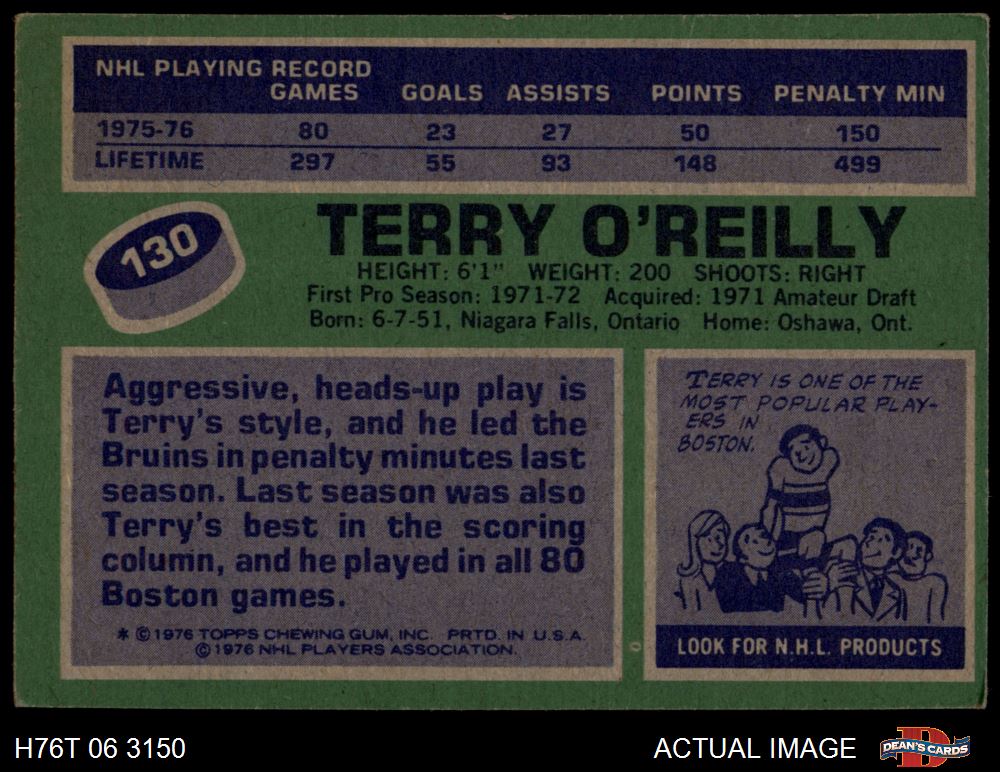 NHL PLAYING RECORD
GAMES GOALS ASSISTS POINTS PENALTY MIN
1975-76 80 23 27 50 150
LIFETIME 297 55 93 148 499
130
TERRY O'REILLY
HEIGHT: 6'1" WEIGHT: 200 SHOOTS: RIGHT
First Pro Season: 1971-72 Acquired: 1971 Amateur Draft
Born: 6-7-51, Niagara Falls, Ontario Home: Oshawa, Ont.
Aggressive, heads-up play is
Terry's style, and he led the
Bruins in penalty minutes last
season. Last season was also
Terry's best in the scoring
column, and he played in all 80
Boston games.
* ©1976 TOPPS CHEWING GUM, INC. PRTD. IN U.S.A.
©1976 NHL PLAYERS ASSOCIATION.
TERRY IS ONE OF THE
MOST POPULAR PLAY-
ERS IN
BOSTON.
LOOK FOR N.H.L. PRODUCTS
H76T 06 3150
ACTUAL IMAGE
D
DEAN'S CARDS